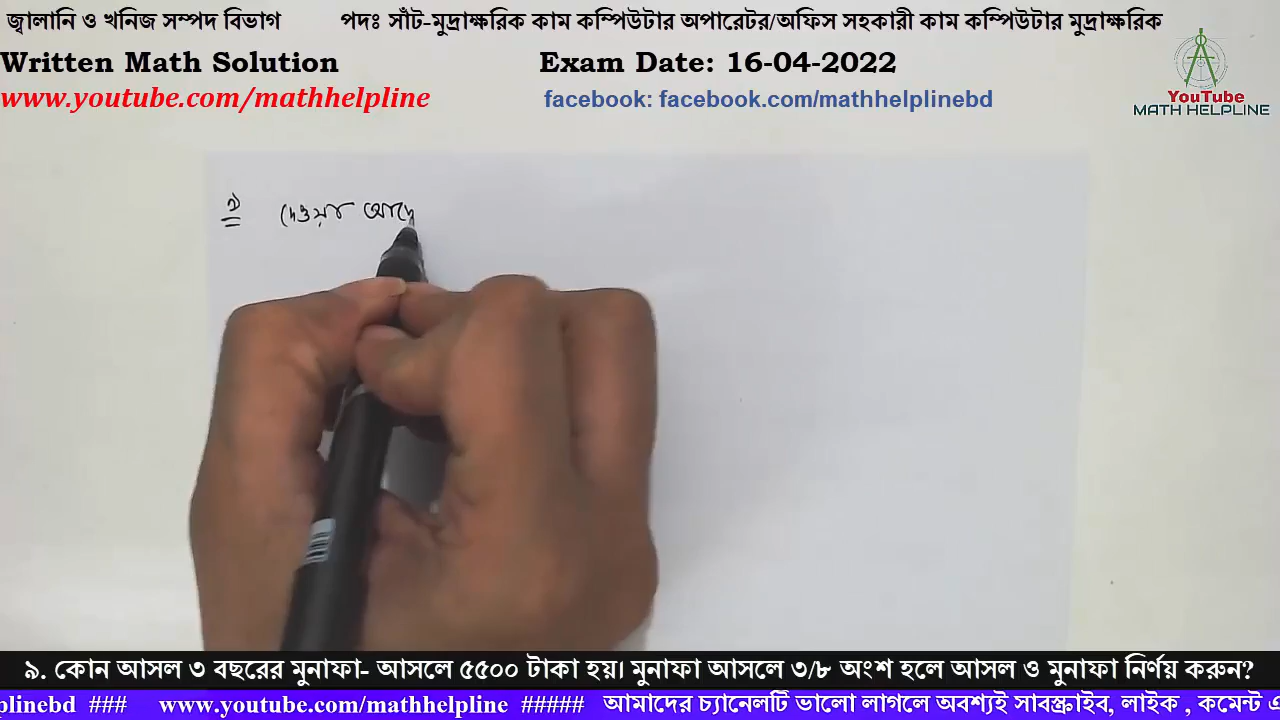 জ্বালানি ও খনিজ সম্পদ বিভাগ পদঃ সাঁট-মুদ্রাক্ষরিক কাম কম্পিউটার অপারেটর/অফিস সহকারী কাম কম্পিউটার মুদ্রাক্ষরিক
Written Math Solution Exam Date: 16-04-2022
www.youtube.com/mathhelpline facebook: facebook.com/mathhelplinebd
YouTube
MATH HELPLINE
৯ দেওয়া আছে
৯. কোন আসল ৩ বছরের মুনাফা- আসলে ৫৫০০ টাকা হয়। মুনাফা আসলে ৩/৮ অংশ হলে আসল ও মুনাফা নির্ণয় করুন?
plinebd ### www.youtube.com/mathhelpline ##### আমাদের চ্যানেলটি ভালো লাগলে অবশ্যই সাবস্ক্রাইব, লাইক , কমেন্ট এ